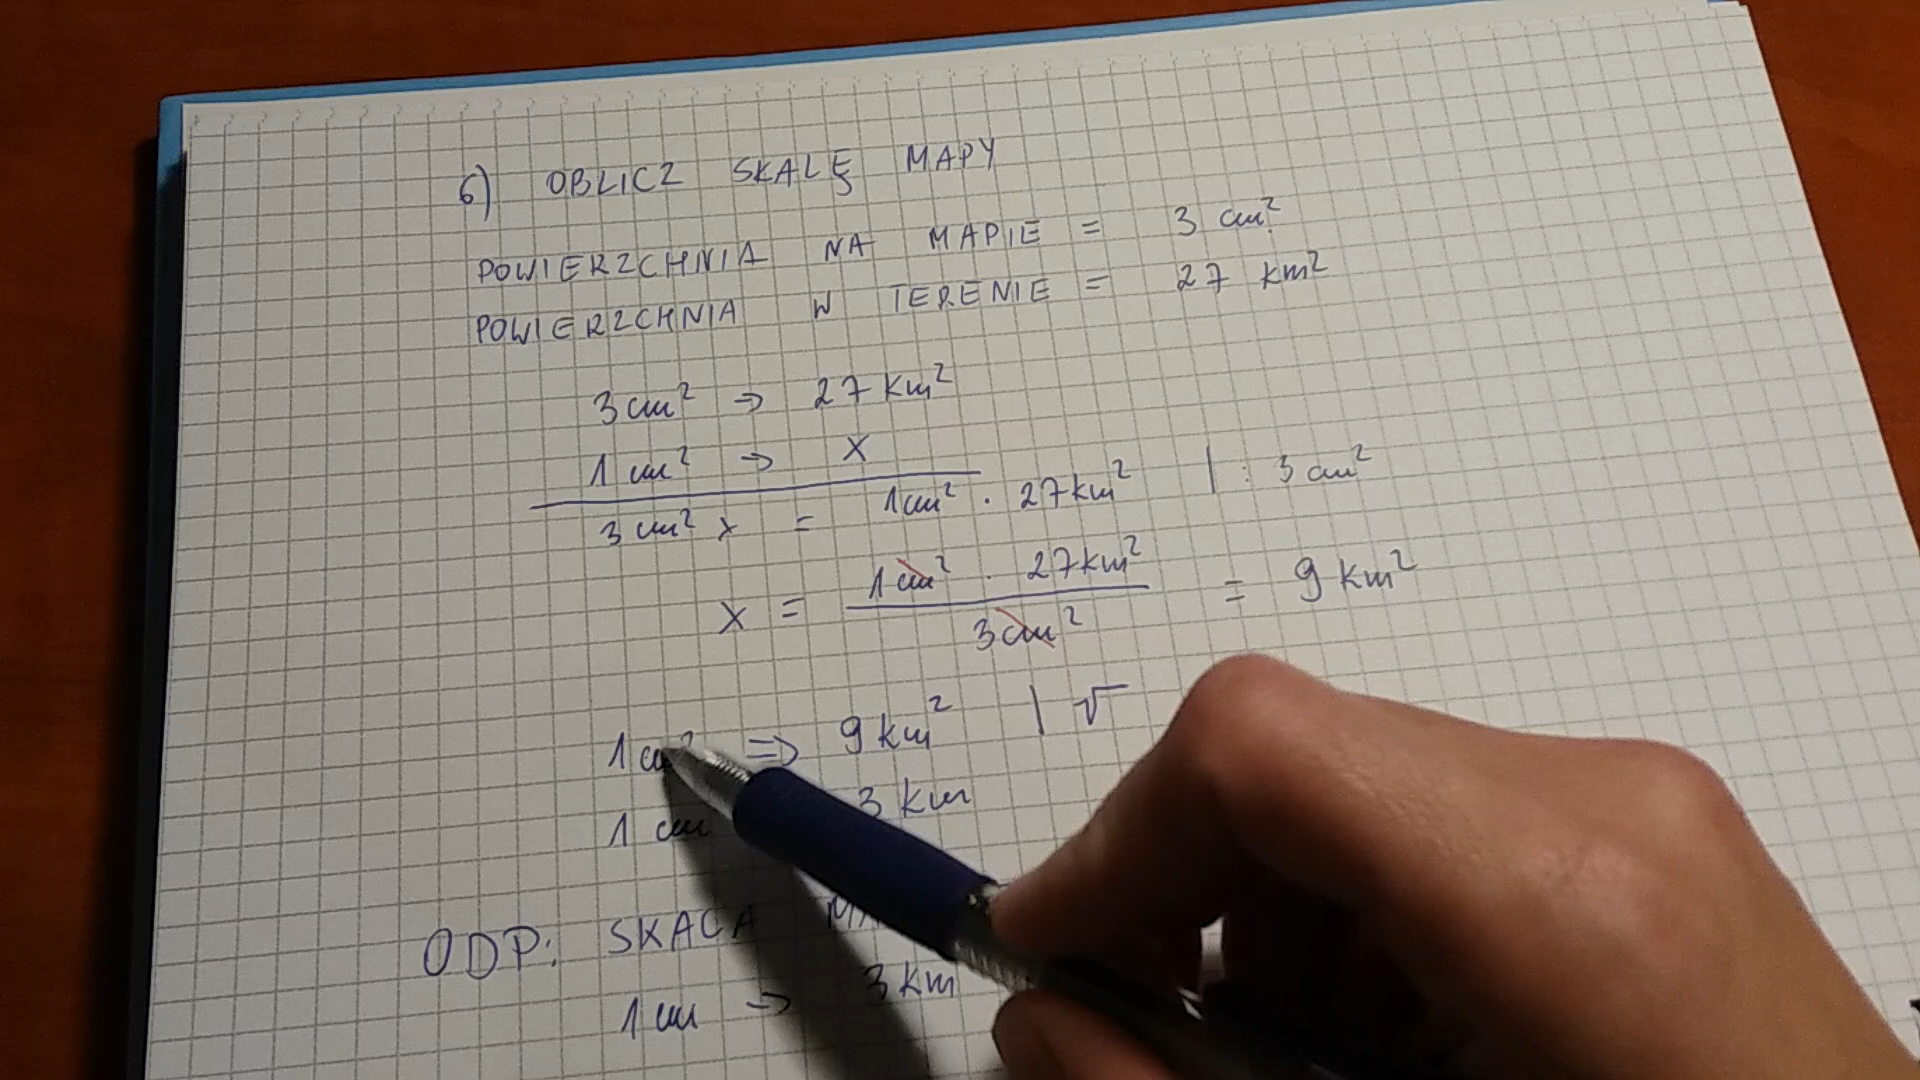 6) OBLICZ SKALĘ MAPY
POWIERZCHNIA NA MAPIE = 3 cm²
POWIERZCHNIA W TERENIE = 27 km²
3 cm² ⇒ 27 km²
1 cm² ⇒ X
3 cm² x = 1 cm² · 27 km² | : 3 cm²
x = 1 cm² · 27 km² / 3 cm² = 9 km²
1 cm² ⇒ 9 km² | √
1 cm 3 km
ODP: SKALA
1 cm → 3 km